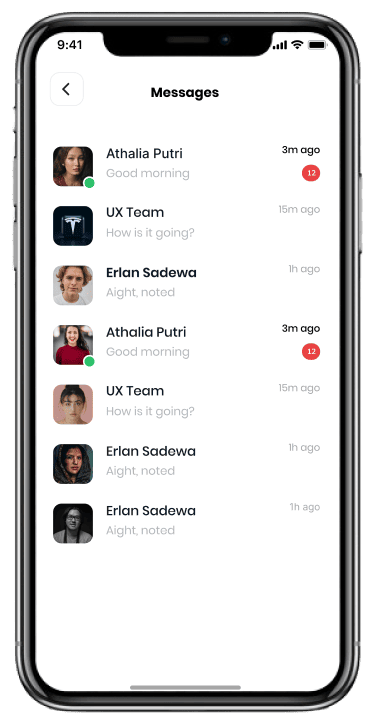 9:41
Messages
Athalia Putri 3m ago
Good morning 12
UX Team 15m ago
How is it going?
Erlan Sadewa 1h ago
Aight, noted
Athalia Putri 3m ago
Good morning 12
UX Team 15m ago
How is it going?
Erlan Sadewa 1h ago
Aight, noted
Erlan Sadewa 1h ago
Aight, noted